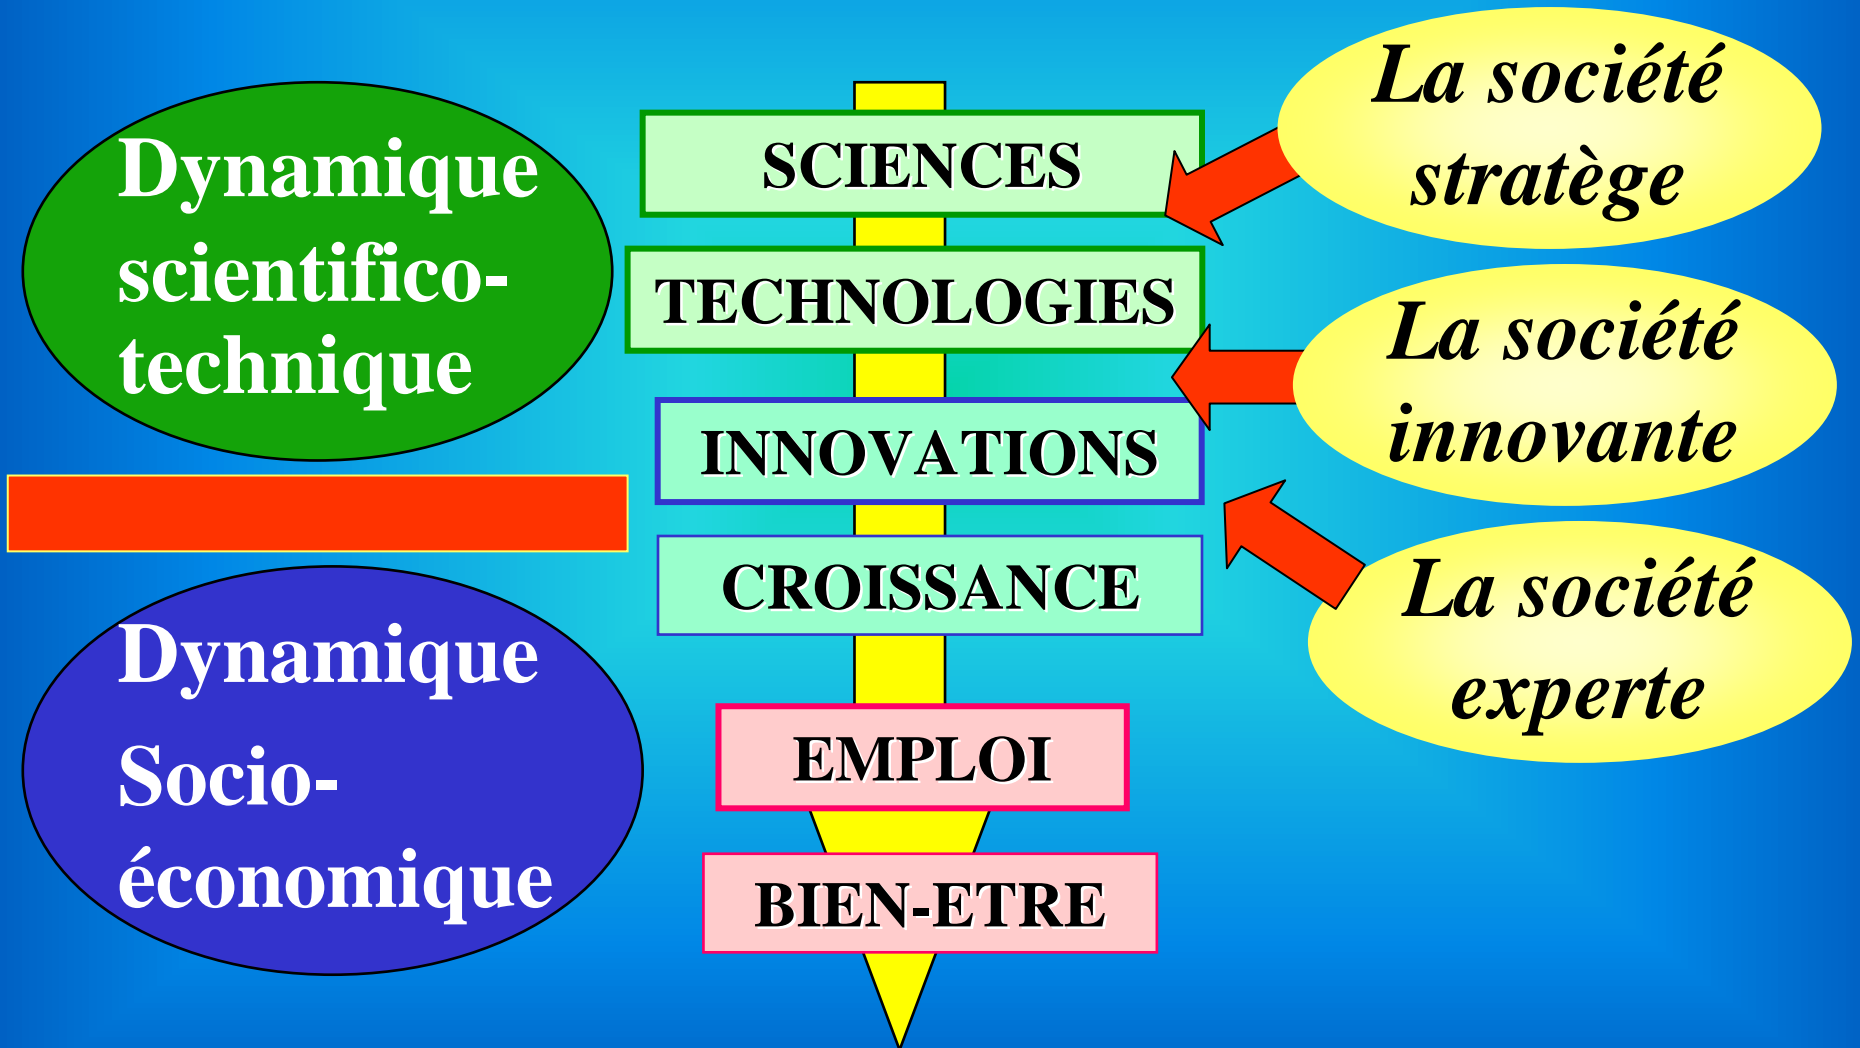 Dynamique
scientifico-
technique
Dynamique
Socio-
économique
SCIENCES
TECHNOLOGIES
INNOVATIONS
CROISSANCE
EMPLOI
BIEN-ETRE
La société
stratège
La société
innovante
La société
experte